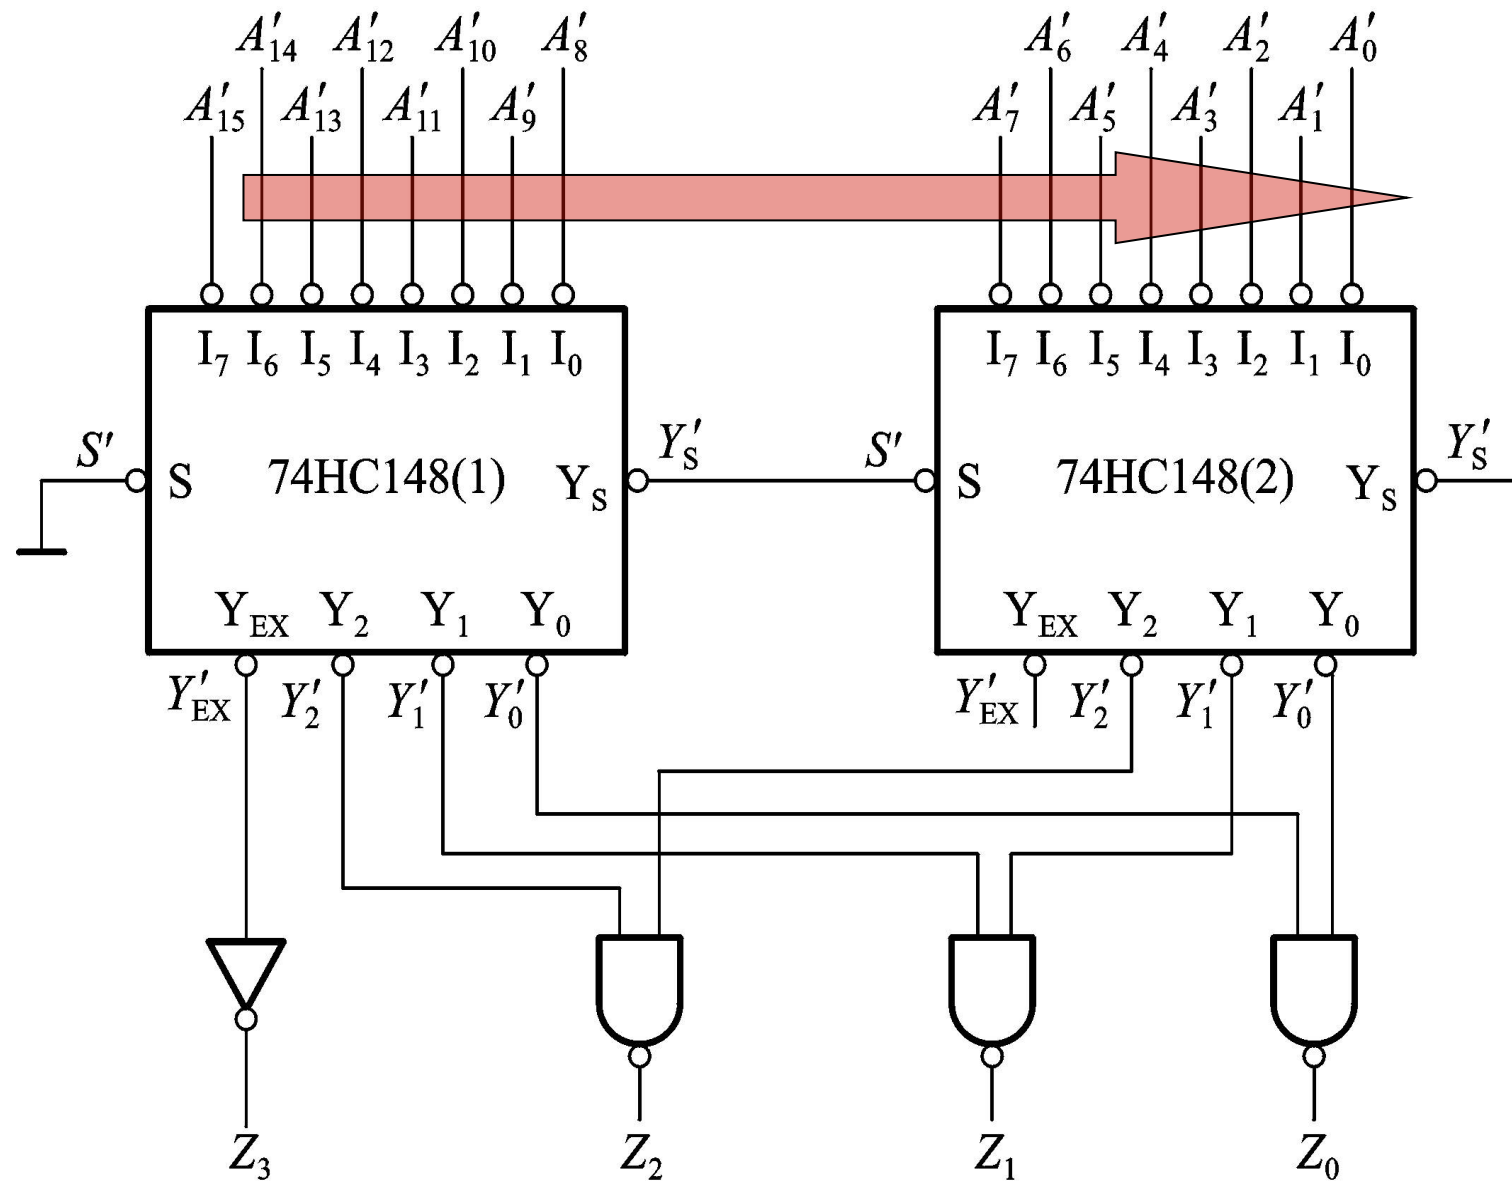 A′₁₄ A′₁₂ A′₁₀ A′₈ A′₆ A′₄ A′₂ A′₀
A′₁₅ A′₁₃ A′₁₁ A′₉ A′₇ A′₅ A′₃ A′₁
I₇ I₆ I₅ I₄ I₃ I₂ I₁ I₀ I₇ I₆ I₅ I₄ I₃ I₂ I₁ I₀
S′ Y′S S′ Y′S
S 74HC148(1) YS S 74HC148(2) YS
YEX Y₂ Y₁ Y₀ YEX Y₂ Y₁ Y₀
Y′EX Y′₂ Y′₁ Y′₀ Y′EX Y′₂ Y′₁ Y′₀
Z₃ Z₂ Z₁ Z₀